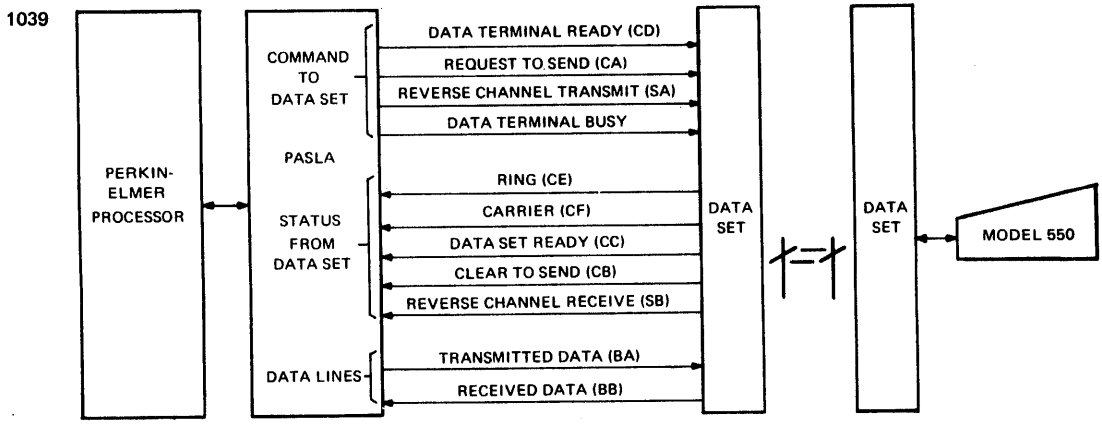 1039
PERKIN-
ELMER
PROCESSOR
COMMAND
TO
DATA SET
PASLA
STATUS
FROM
DATA SET
DATA LINES
DATA TERMINAL READY (CD)
REQUEST TO SEND (CA)
REVERSE CHANNEL TRANSMIT (SA)
DATA TERMINAL BUSY
RING (CE)
CARRIER (CF)
DATA SET READY (CC)
CLEAR TO SEND (CB)
REVERSE CHANNEL RECEIVE (SB)
TRANSMITTED DATA (BA)
RECEIVED DATA (BB)
DATA
SET
DATA
SET
MODEL 550